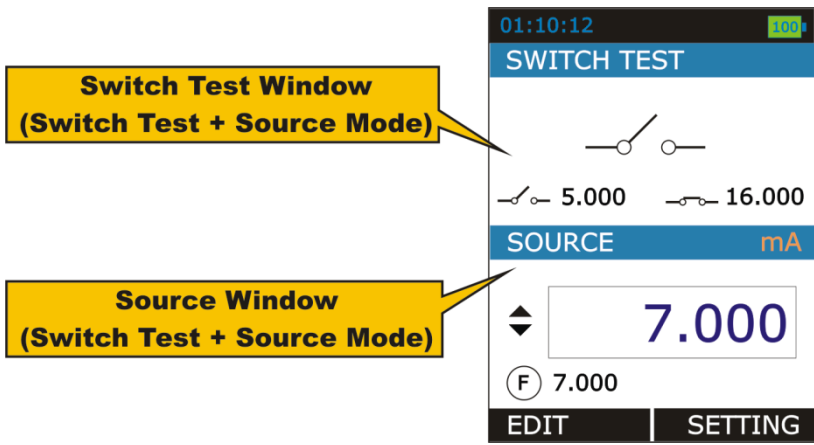 Switch Test Window
(Switch Test + Source Mode)
Source Window
(Switch Test + Source Mode)
01:10:12 100
SWITCH TEST
5.000 16.000
SOURCE mA
7.000
F 7.000
EDIT SETTING